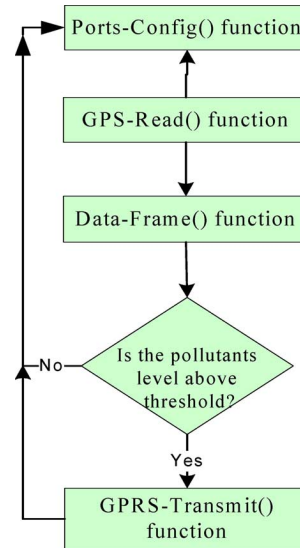 Ports-Config() function
GPS-Read() function
Data-Frame() function
Is the pollutants
level above
threshold?
No
Yes
GPRS-Transmit()
function